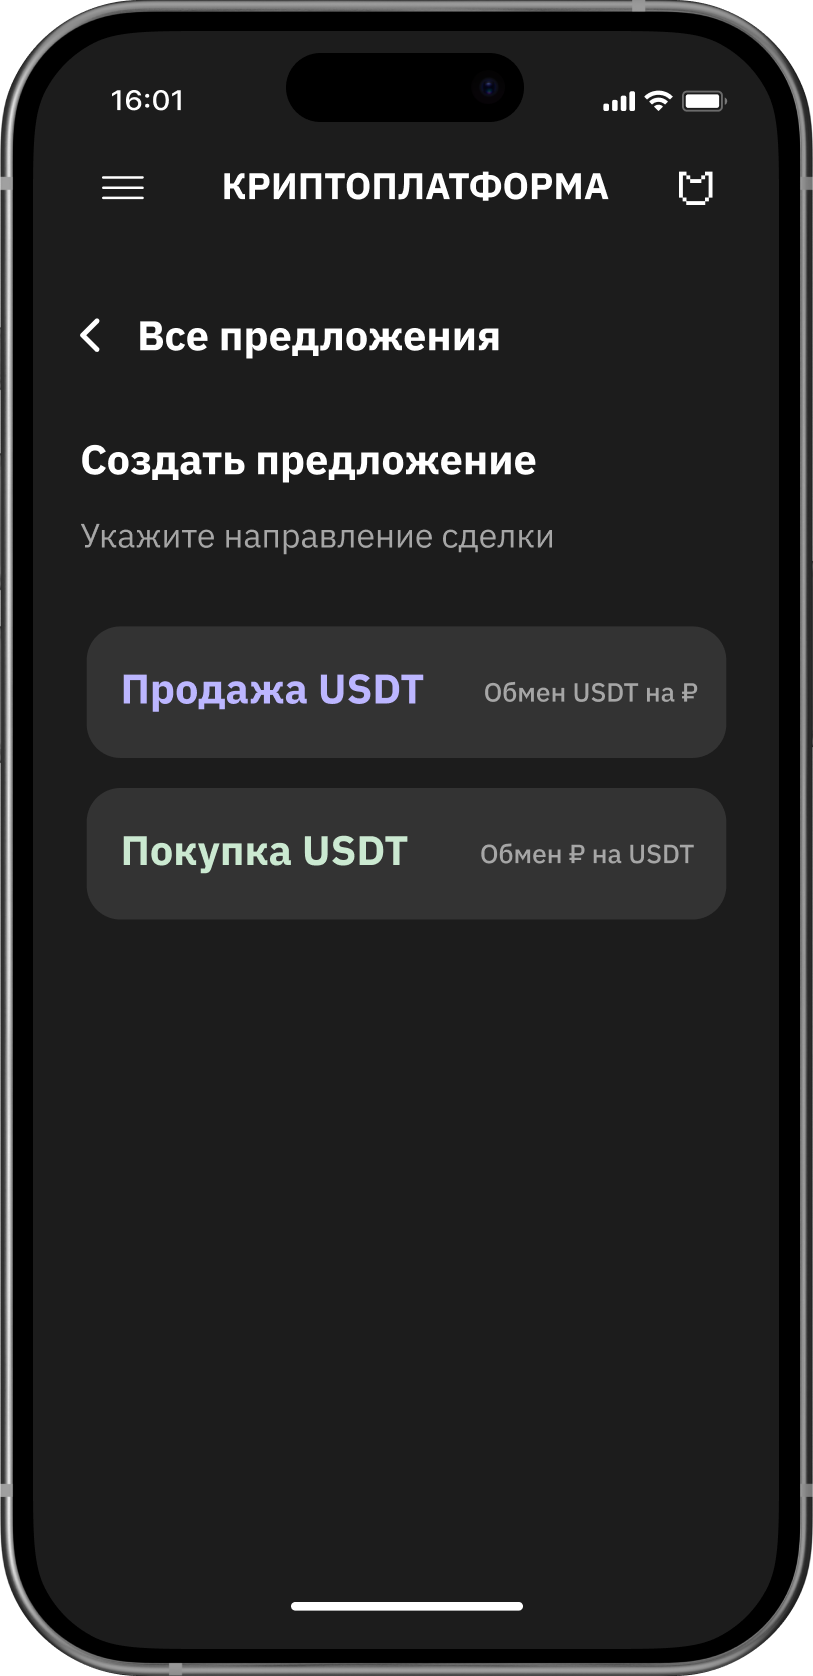 16:01
КРИПТОПЛАТФОРМА
Все предложения
Создать предложение
Укажите направление сделки
Продажа USDT Обмен USDT на ₽
Покупка USDT Обмен ₽ на USDT